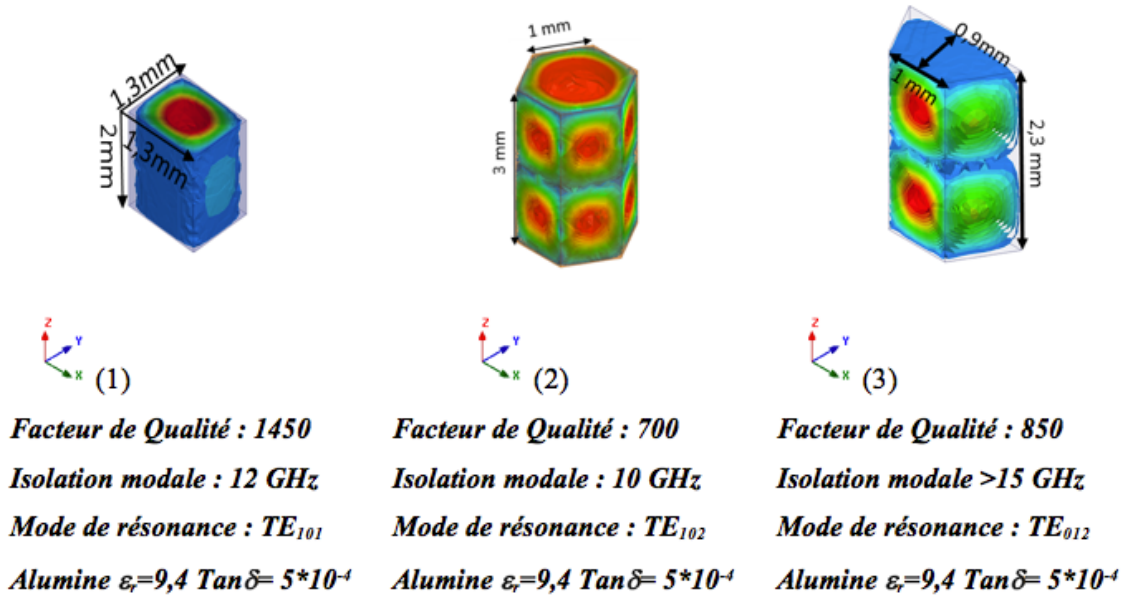 1,3mm
2mm
1,3mm
Z
Y
X
(1)
Facteur de Qualité : 1450
Isolation modale : 12 GHz
Mode de résonance : TE₁₀₁
Alumine εᵣ=9,4 Tanδ= 5*10⁻⁴
1 mm
3 mm
Z
Y
X
(2)
Facteur de Qualité : 700
Isolation modale : 10 GHz
Mode de résonance : TE₁₀₂
Alumine εᵣ=9,4 Tanδ= 5*10⁻⁴
0,9mm
1 mm
2,3 mm
Z
Y
X
(3)
Facteur de Qualité : 850
Isolation modale >15 GHz
Mode de résonance : TE₀₁₂
Alumine εᵣ=9,4 Tanδ= 5*10⁻⁴